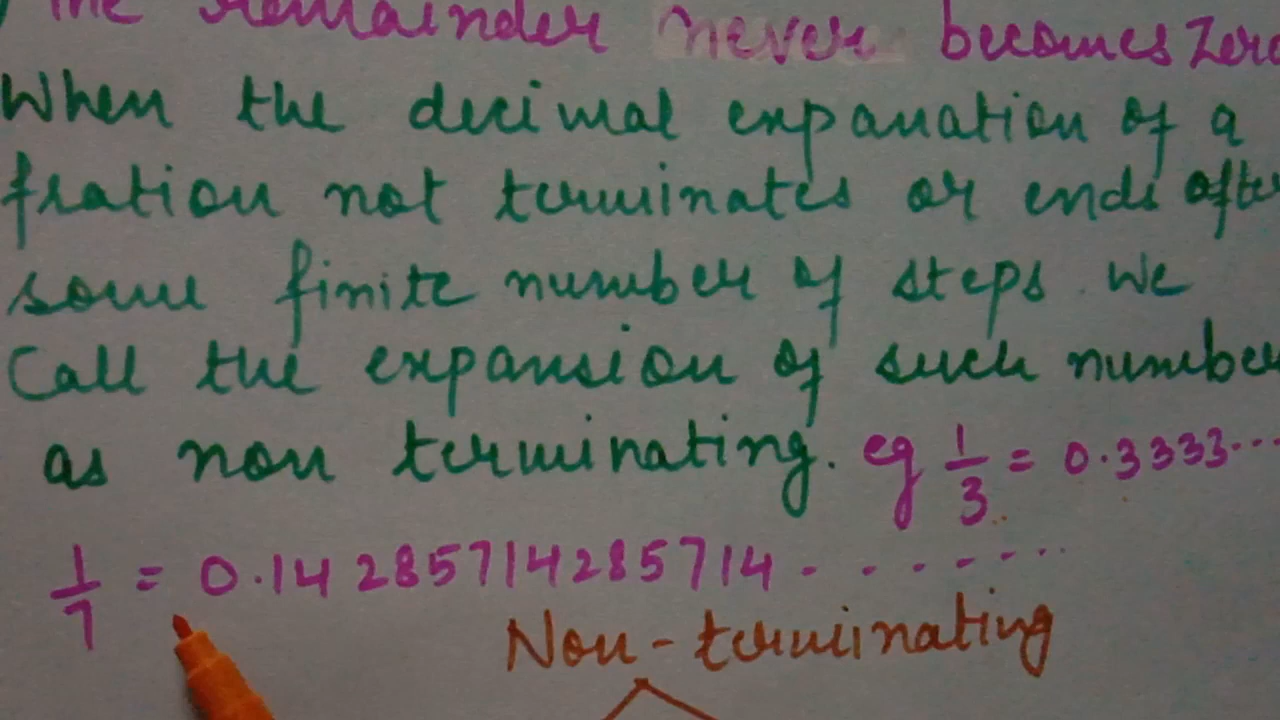 The remainder never becomes Zero
When the decimal expanation of a
fration not terminates or ends after
some finite number of steps we
Call the expansion of such number
as non terminating. eg 1/3 = 0.3333...
1/7 = 0.14285714285714.......
Non-terminating